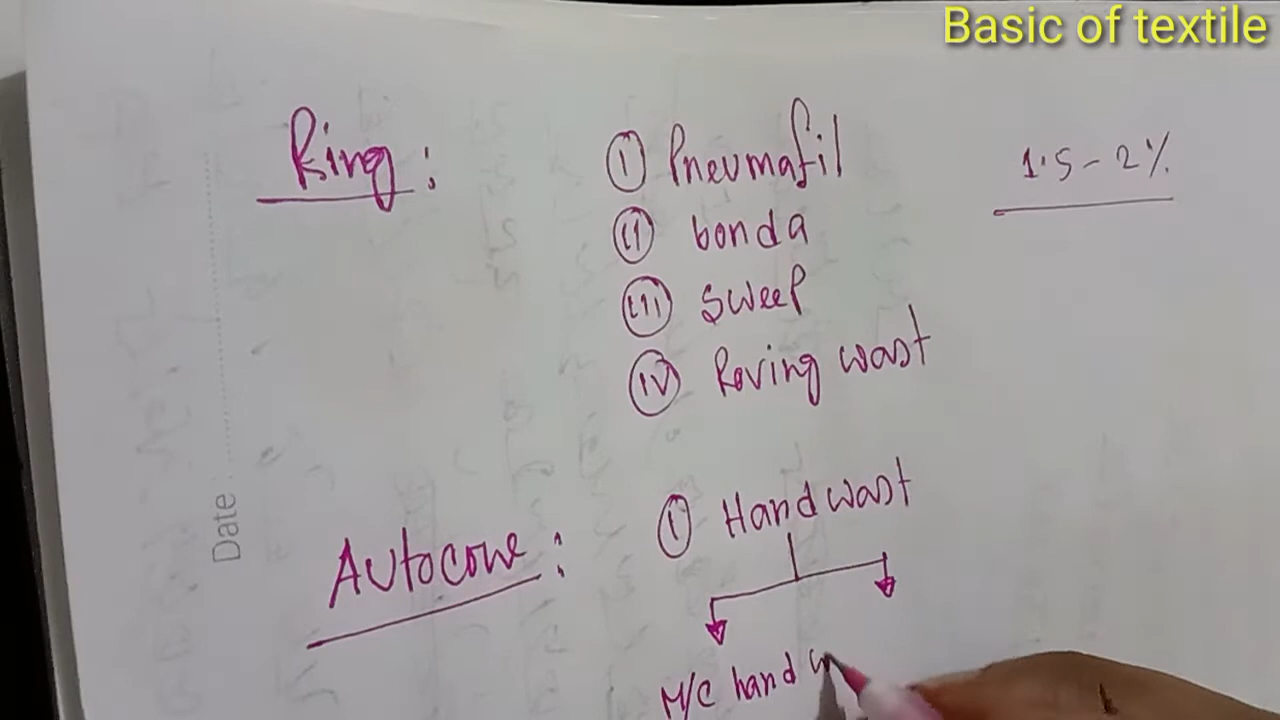 Basic of textile
Ring : (i) Pneumafil 1.5 - 2%
(ii) bonda
(iii) Sweep
(iv) Roving wast
Autocone : (i) Hand wast
M/c hand
Date